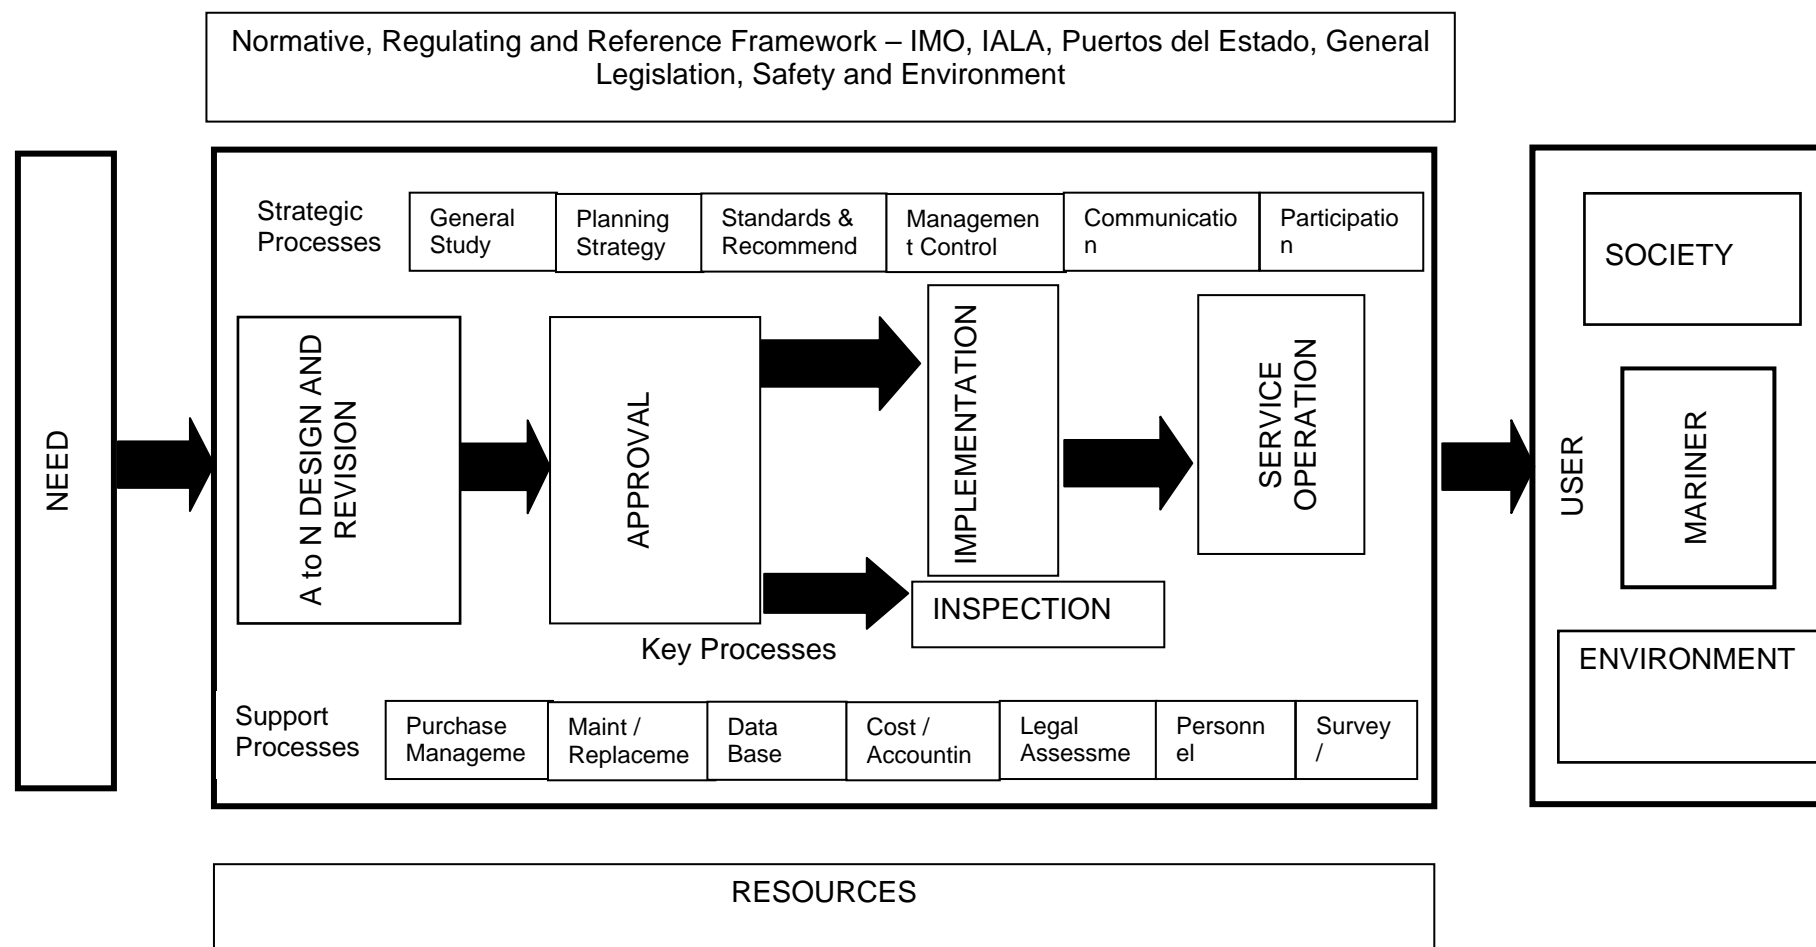 Normative, Regulating and Reference Framework – IMO, IALA, Puertos del Estado, General
Legislation, Safety and Environment
NEED
Strategic
Processes
General
Study
Planning
Strategy
Standards &
Recommend
Managemen
t Control
Communicatio
n
Participatio
n
A to N DESIGN AND
REVISION
APPROVAL
IMPLEMENTATION
INSPECTION
SERVICE
OPERATION
Key Processes
Support
Processes
Purchase
Manageme
Maint /
Replaceme
Data
Base
Cost /
Accountin
Legal
Assessme
Personn
el
Survey
/
USER
SOCIETY
MARINER
ENVIRONMENT
RESOURCES